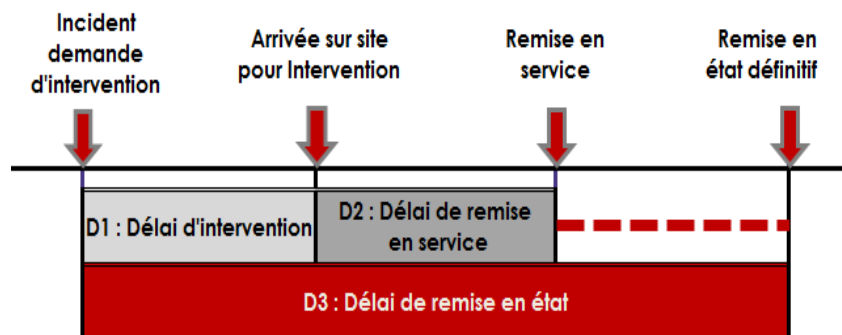 Incident
demande
d'intervention
Arrivée sur site
pour Intervention
Remise en
service
Remise en
état définitif
D1 : Délai d'intervention
D2 : Délai de remise
en service
D3 : Délai de remise en état